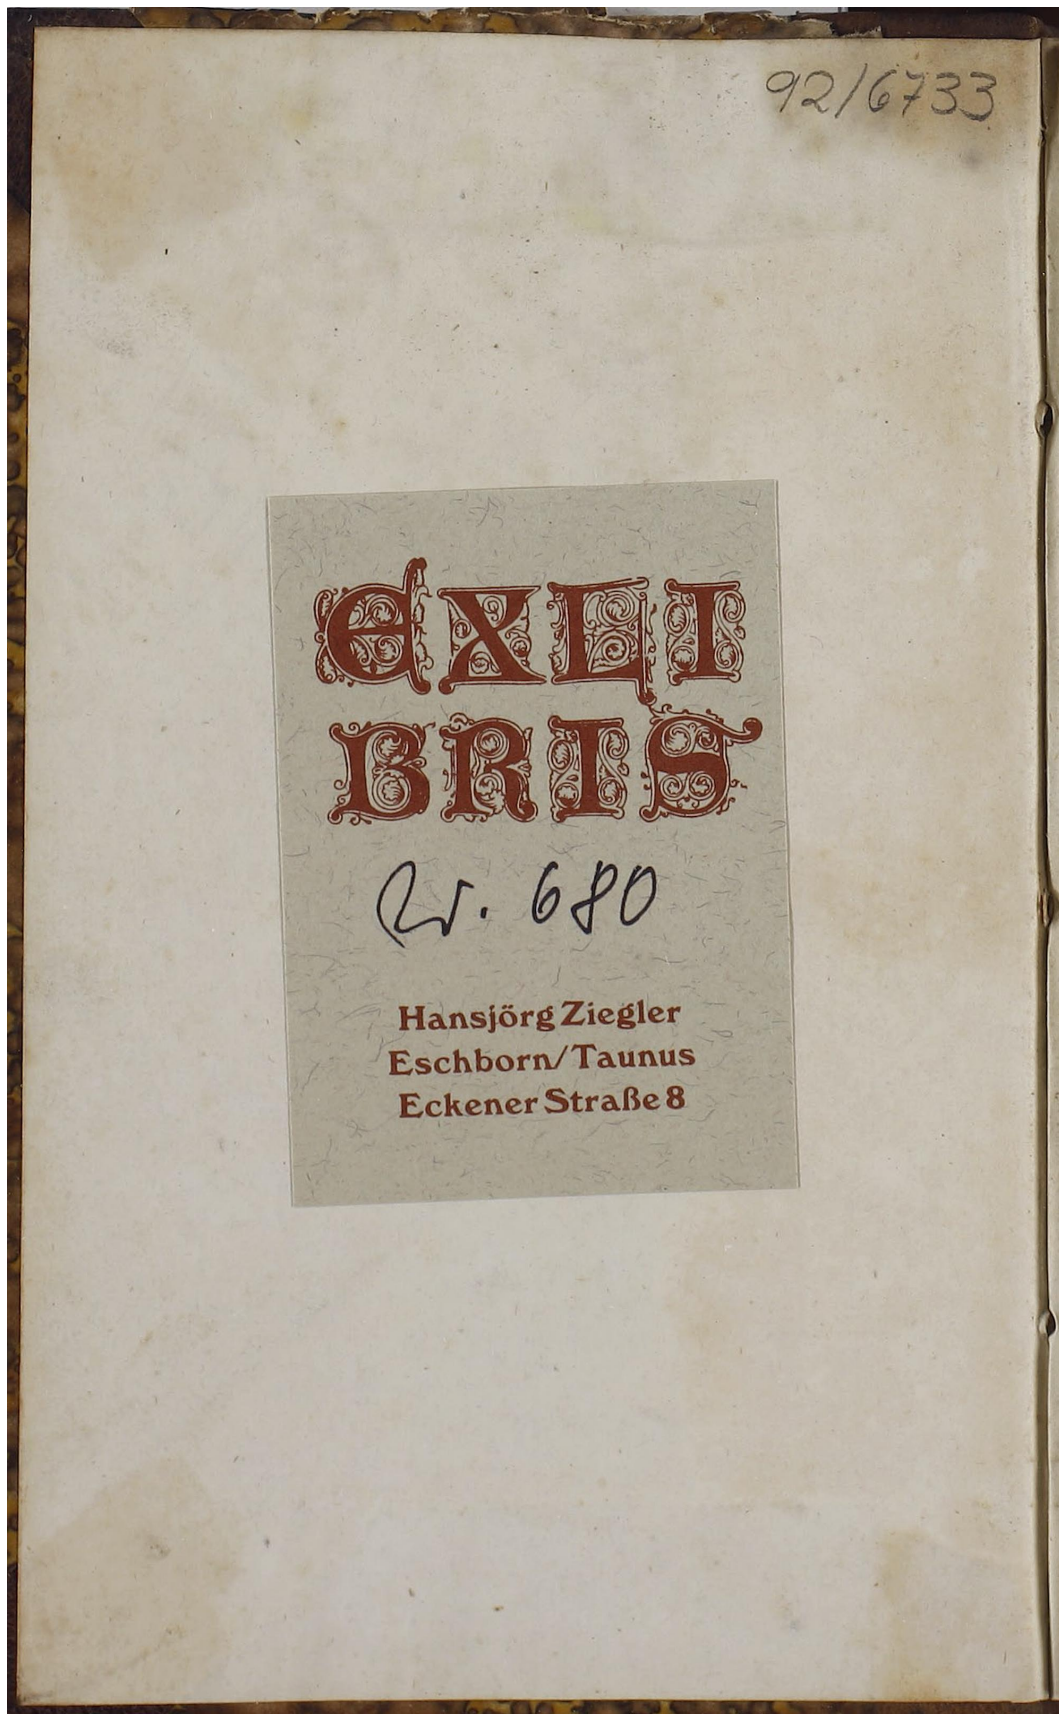 92/6733
EXLI
BRIS
Nr. 680
Hansjörg Ziegler
Eschborn/Taunus
Eckener Straße 8